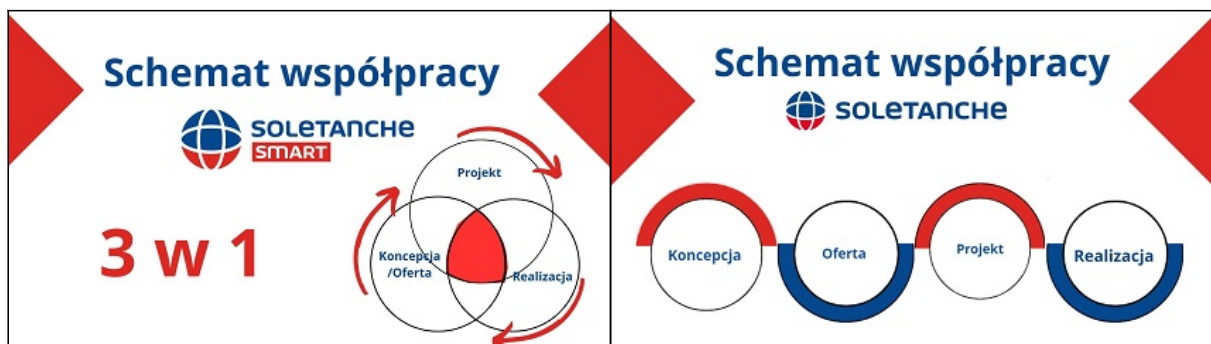 Schemat współpracy
SOLETANCHE
SMART
3 w 1
Projekt
Koncepcja
/Oferta
Realizacja
Schemat współpracy
SOLETANCHE
Koncepcja
Oferta
Projekt
Realizacja